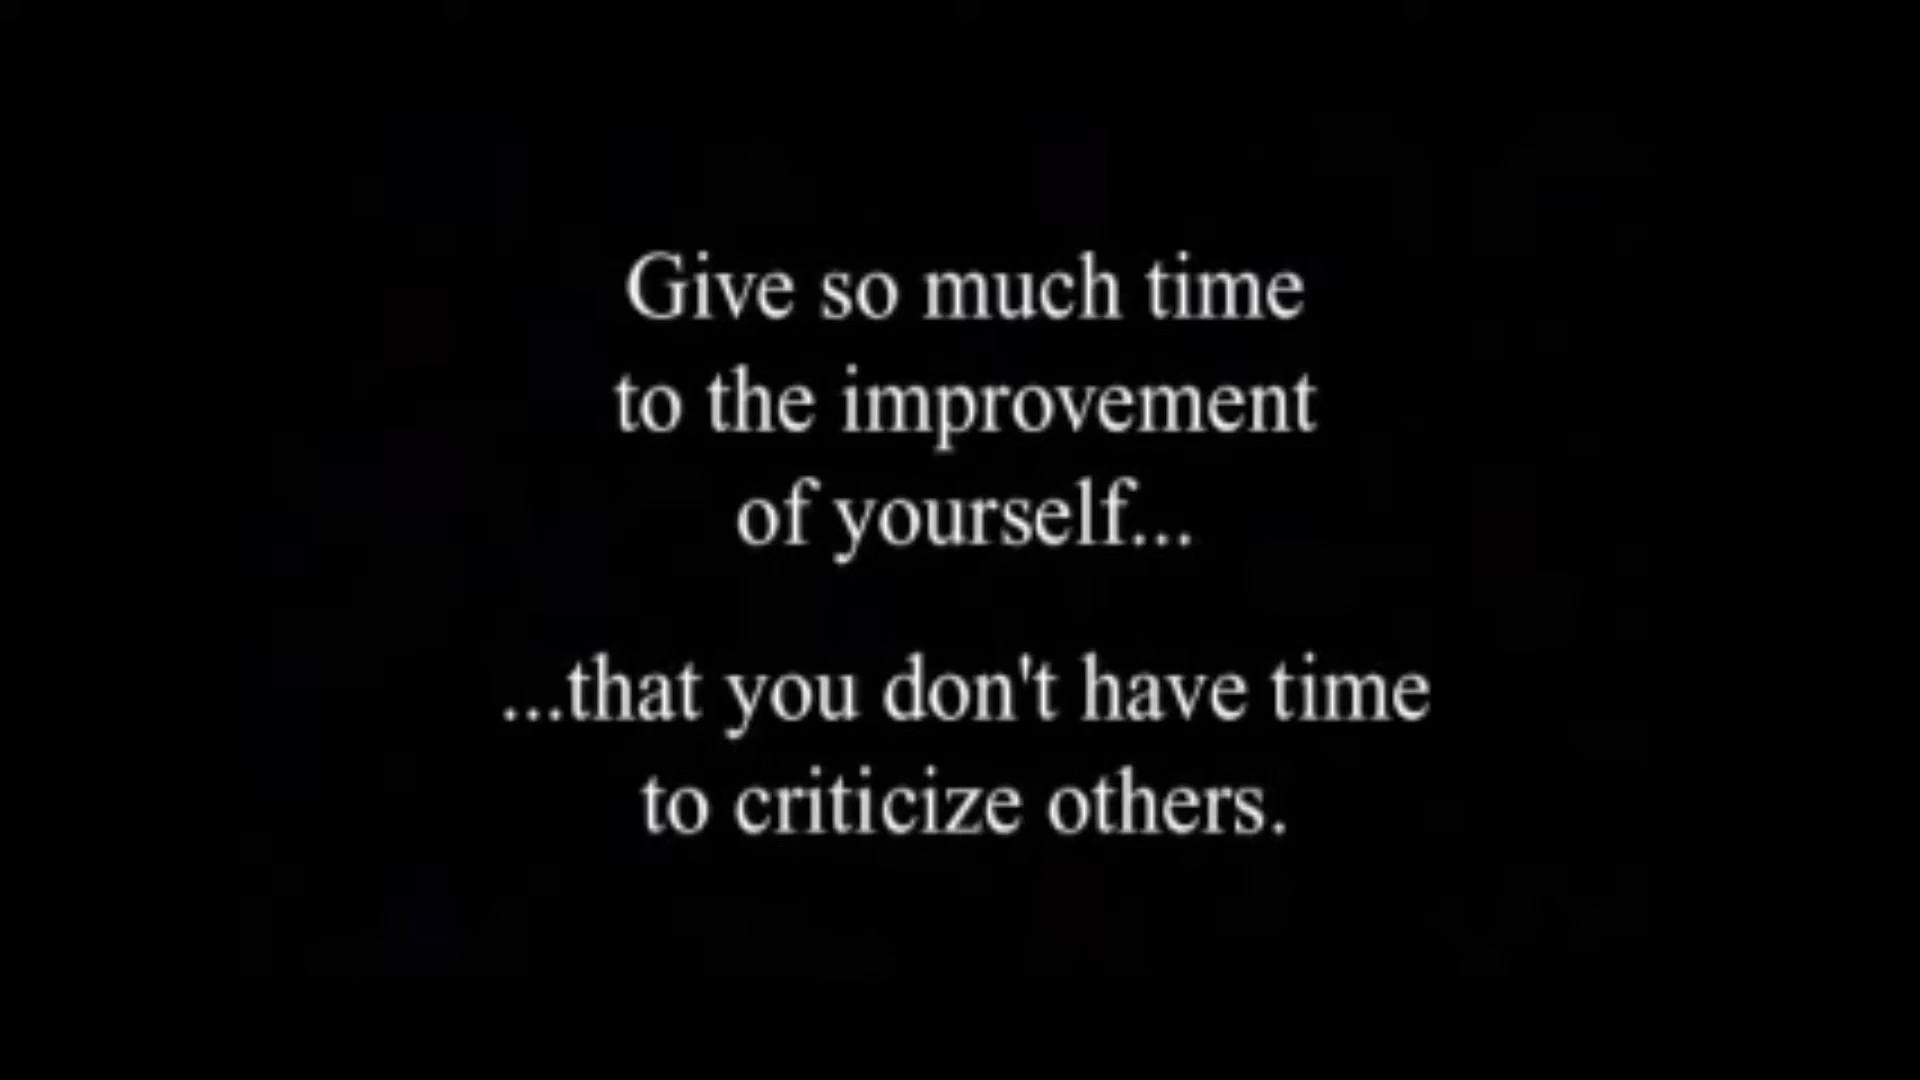 Give so much time
to the improvement
of yourself...
...that you don't have time
to criticize others.